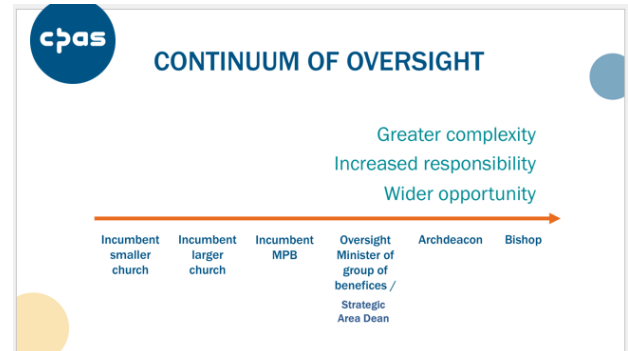 cpas
CONTINUUM OF OVERSIGHT
Greater complexity
Increased responsibility
Wider opportunity
Incumbent
smaller
church
Incumbent
larger
church
Incumbent
MPB
Oversight
Minister of
group of
benefices /
Strategic
Area Dean
Archdeacon
Bishop